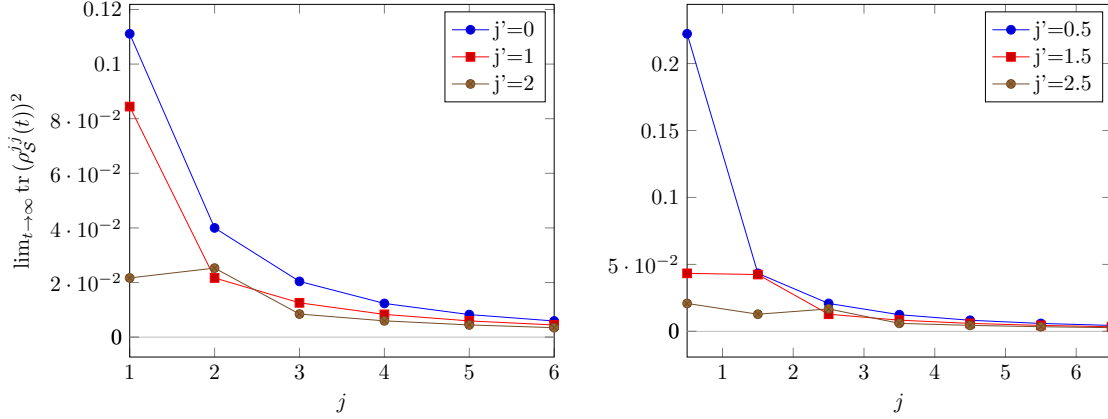 0.12
0.1
8 · 10⁻²
6 · 10⁻²
4 · 10⁻²
2 · 10⁻²
0
lim_{t→∞} tr (ρ_𝒮^{jj}(t))²
1 2 3 4 5 6
j
j'=0
j'=1
j'=2
0.2
0.15
0.1
5 · 10⁻²
0
1 2 3 4 5 6
j
j'=0.5
j'=1.5
j'=2.5